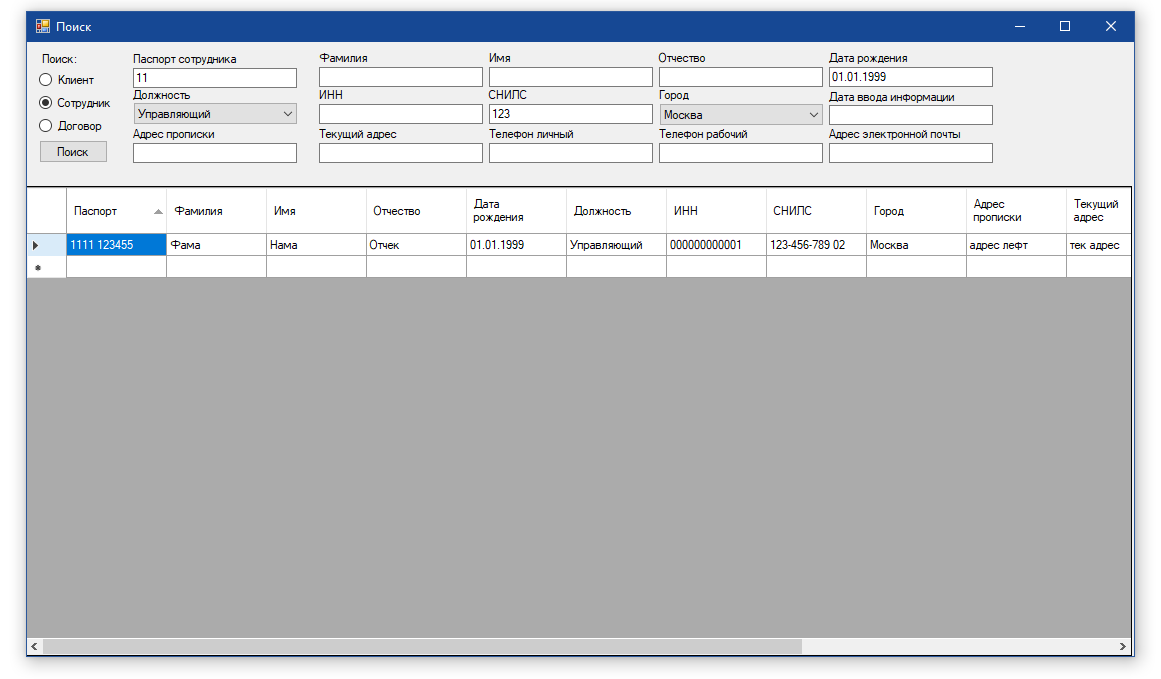 Поиск
Поиск:
Клиент
Сотрудник
Договор
Поиск
Паспорт сотрудника
Фамилия
Имя
Отчество
Дата рождения
11
01.01.1999
Должность
ИНН
СНИЛС
Город
Дата ввода информации
Управляющий
123
Москва
Адрес прописки
Текущий адрес
Телефон личный
Телефон рабочий
Адрес электронной почты
Паспорт
Фамилия
Имя
Отчество
Дата
рождения
Должность
ИНН
СНИЛС
Город
Адрес
прописки
Текущий
адрес
1111 123455
Фама
Нама
Отчек
01.01.1999
Управляющий
000000000001
123-456-789 02
Москва
адрес лефт
тек адрес